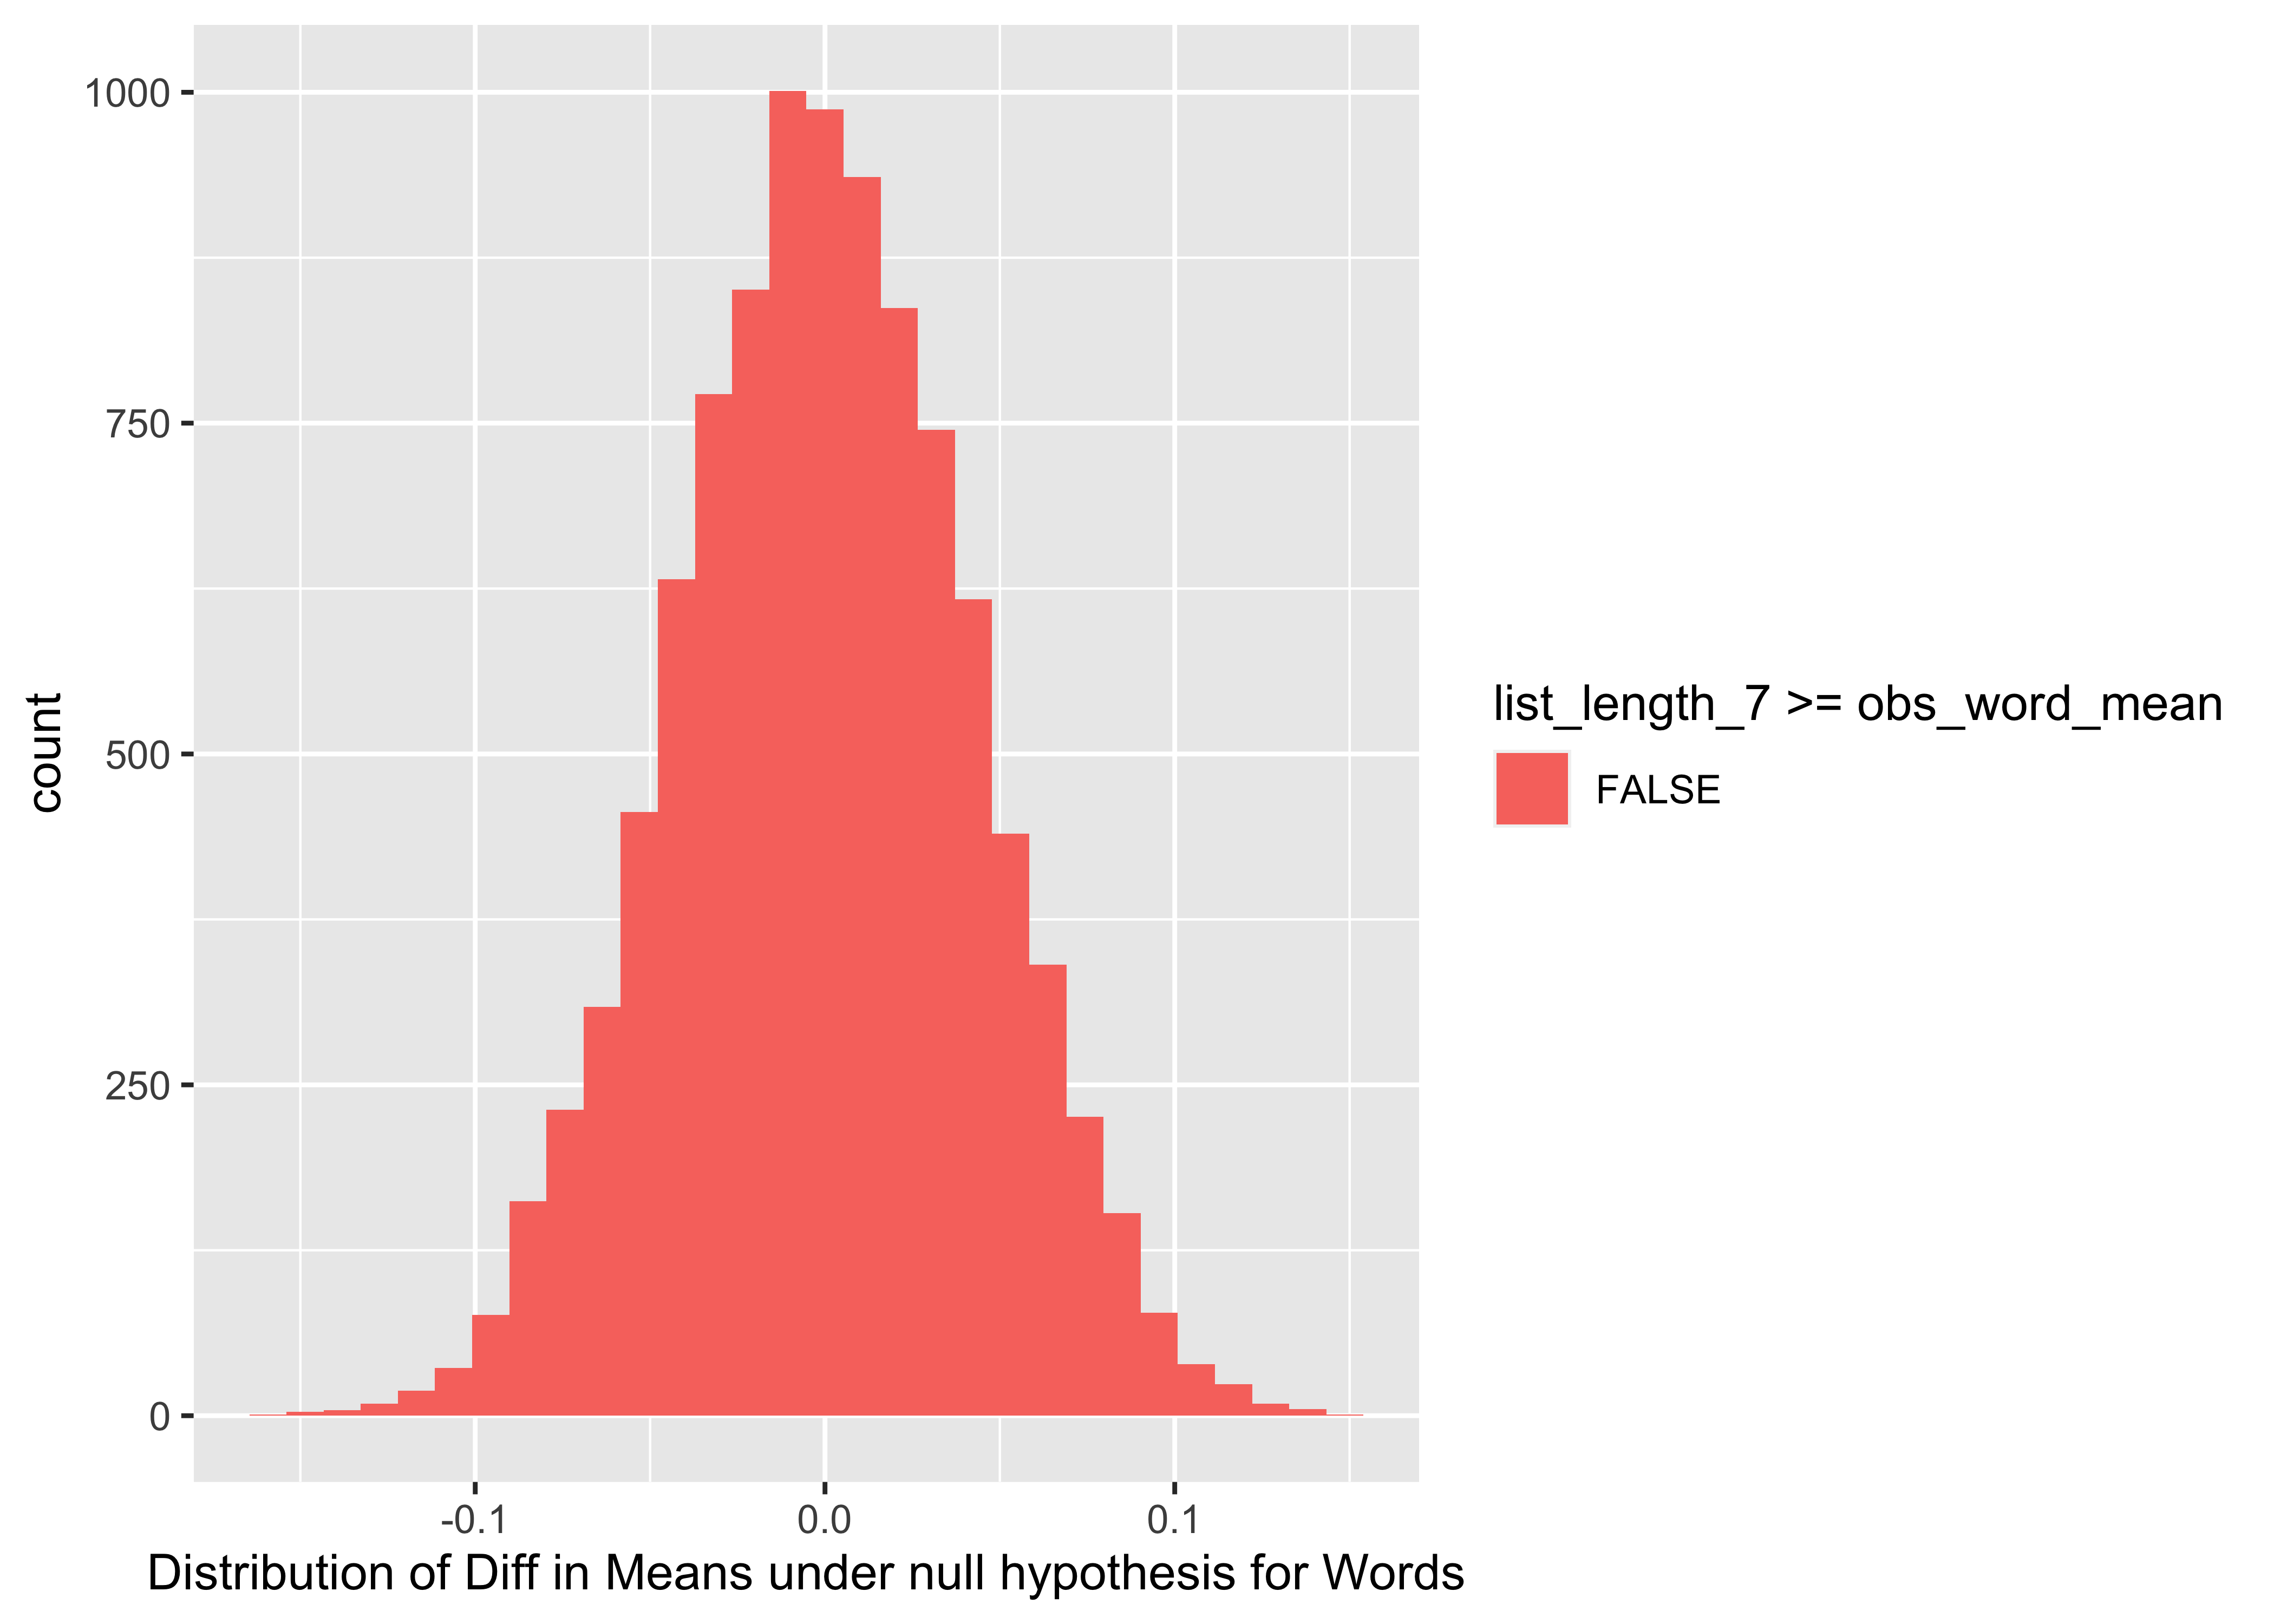 1000
750
500
250
0
count
-0.1
0.0
0.1
Distribution of Diff in Means under null hypothesis for Words
list_length_7 >= obs_word_mean
FALSE